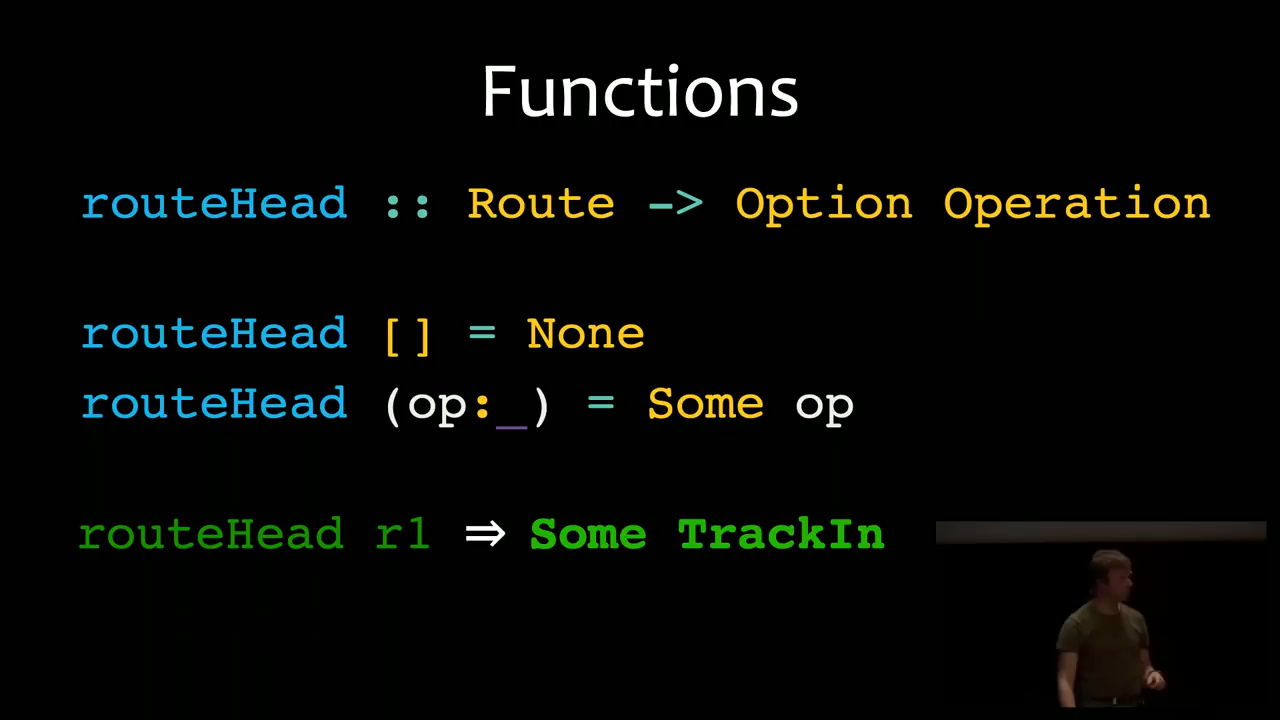 Functions
routeHead :: Route -> Option Operation
routeHead [] = None
routeHead (op:_) = Some op
routeHead r1 ⇒ Some TrackIn